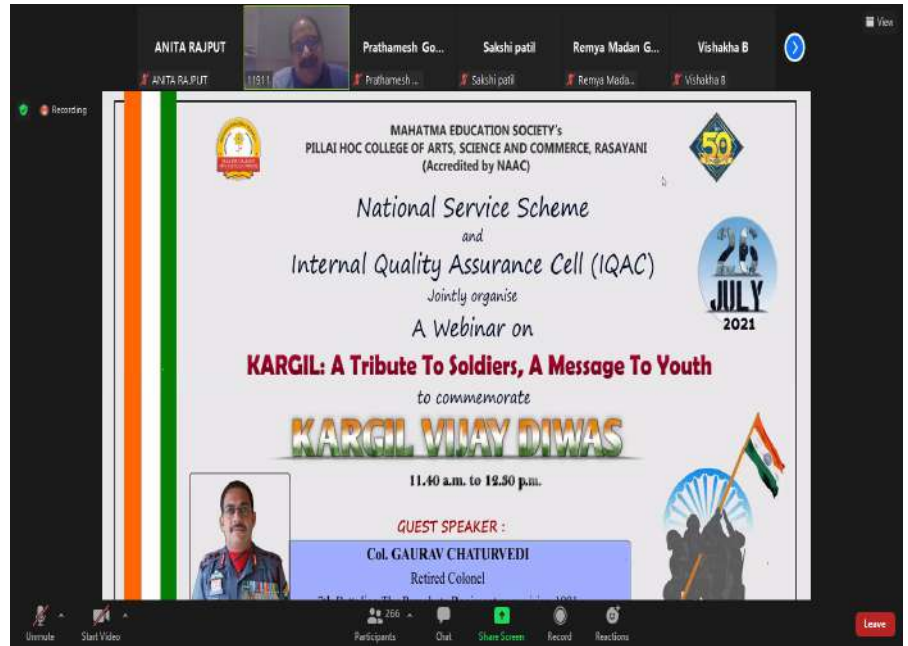 View
ANITA RAJPUT
Prathamesh Go...
Sakshi patil
Remya Madan G...
Vishakha B
ANITA RAJPUT
11911
Prathamesh ...
Sakshi patil
Remya Mada...
Vishakha B
Recording
MAHATMA EDUCATION SOCIETY's
PILLAI HOC COLLEGE OF ARTS, SCIENCE AND COMMERCE, RASAYANI
(Accredited by NAAC)
50
National Service Scheme
and
Internal Quality Assurance Cell (IQAC)
Jointly organise
A Webinar on
26
JULY
2021
KARGIL: A Tribute To Soldiers, A Message To Youth
to commemorate
KARGIL VIJAY DIWAS
11.40 a.m. to 12.30 p.m.
GUEST SPEAKER :
Col. GAURAV CHATURVEDI
Retired Colonel
Unmute
Start Video
266
Participants
Chat
Share Screen
Record
Reactions
Leave